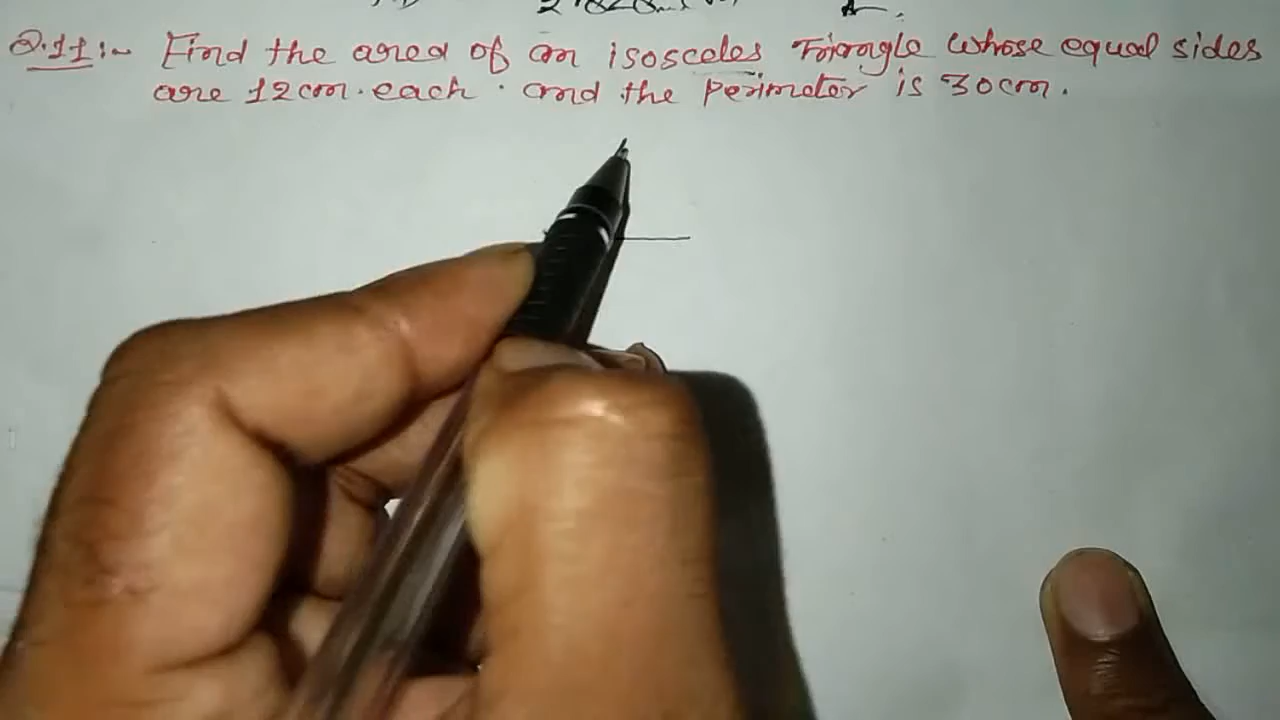 Q.11:~ Find the area of an isosceles Triangle whose equal sides
are 12cm. each. and the perimeter is 30cm.